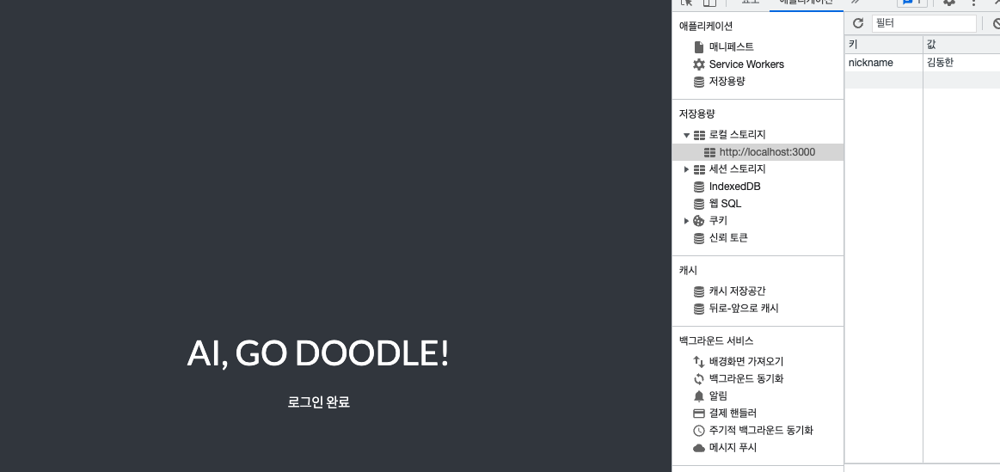 요소
애플리케이션
1
애플리케이션
매니페스트
Service Workers
저장용량
저장용량
로컬 스토리지
http://localhost:3000
세션 스토리지
IndexedDB
웹 SQL
쿠키
신뢰 토큰
캐시
캐시 저장공간
뒤로-앞으로 캐시
백그라운드 서비스
배경화면 가져오기
백그라운드 동기화
알림
결제 핸들러
주기적 백그라운드 동기화
메시지 푸시
필터
키 값
nickname 김동한
AI, GO DOODLE!
로그인 완료